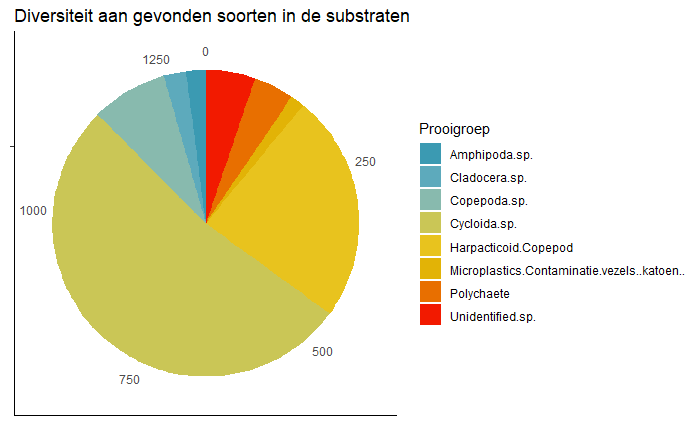 Diversiteit aan gevonden soorten in de substraten
0
1250
250
1000
500
750
Prooigroep
Amphipoda.sp.
Cladocera.sp.
Copepoda.sp.
Cycloida.sp.
Harpacticoid.Copepod
Microplastics.Contaminatie.vezels..katoen..
Polychaete
Unidentified.sp.